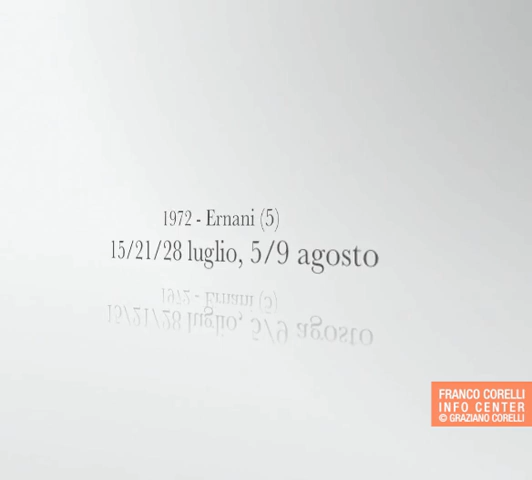 1972 - Ernani (5)
15/21/28 luglio, 5/9 agosto
FRANCO CORELLI
INFO CENTER
© GRAZIANO CORELLI